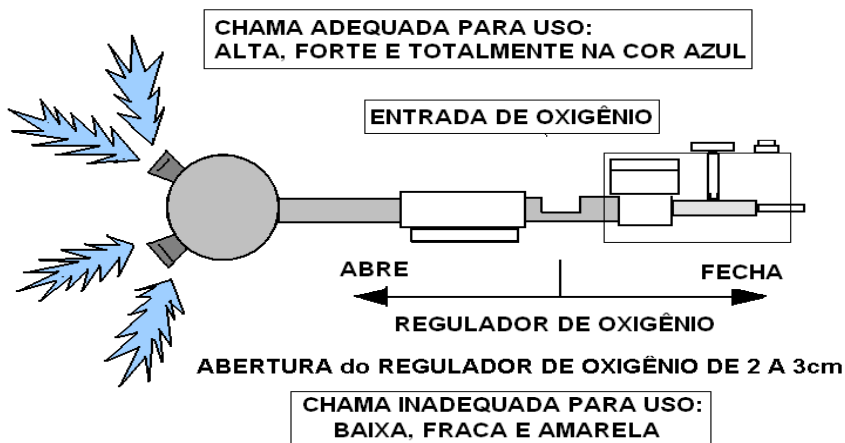 CHAMA ADEQUADA PARA USO:
ALTA, FORTE E TOTALMENTE NA COR AZUL
ENTRADA DE OXIGÊNIO
ABRE
FECHA
REGULADOR DE OXIGÊNIO
ABERTURA do REGULADOR DE OXIGÊNIO DE 2 A 3cm
CHAMA INADEQUADA PARA USO:
BAIXA, FRACA E AMARELA